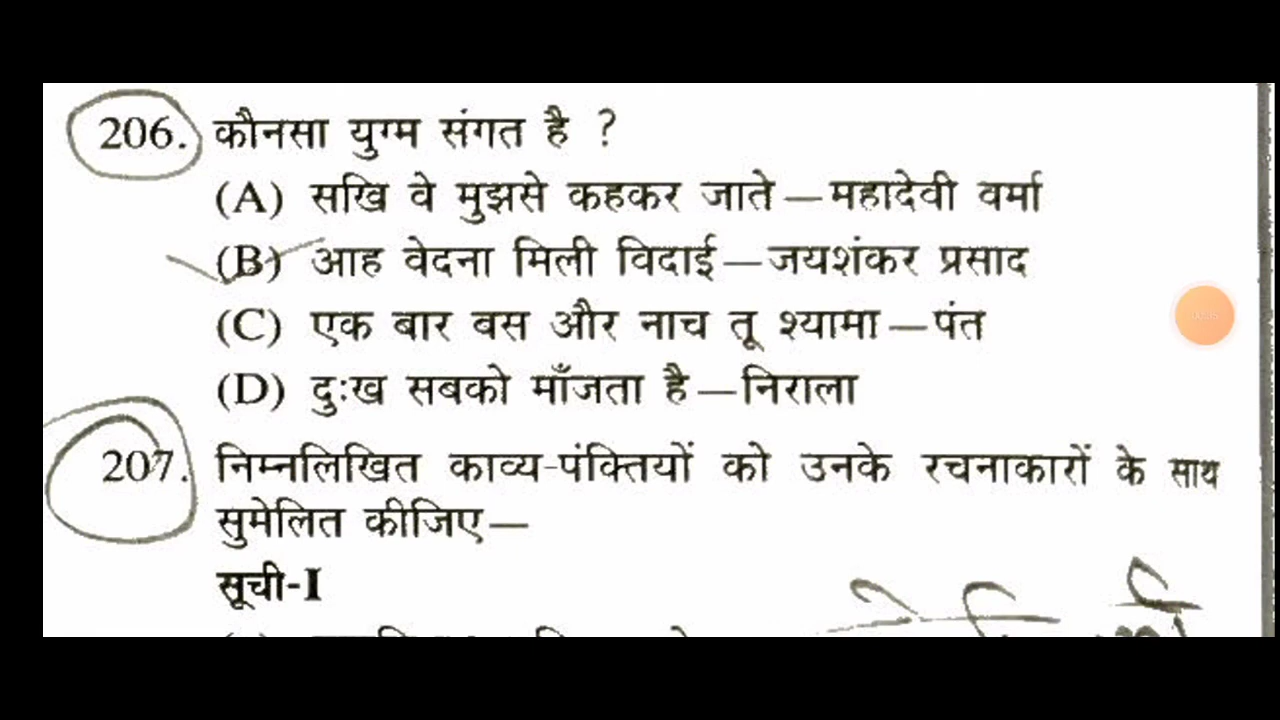 206. कौनसा युग्म संगत है ?
(A) सखि वे मुझसे कहकर जाते—महादेवी वर्मा
(B) आह वेदना मिली विदाई—जयशंकर प्रसाद
(C) एक बार बस और नाच तू श्यामा—पंत
(D) दुःख सबको माँजता है—निराला
207. निम्नलिखित काव्य-पंक्तियों को उनके रचनाकारों के साथ
सुमेलित कीजिए—
सूची-I